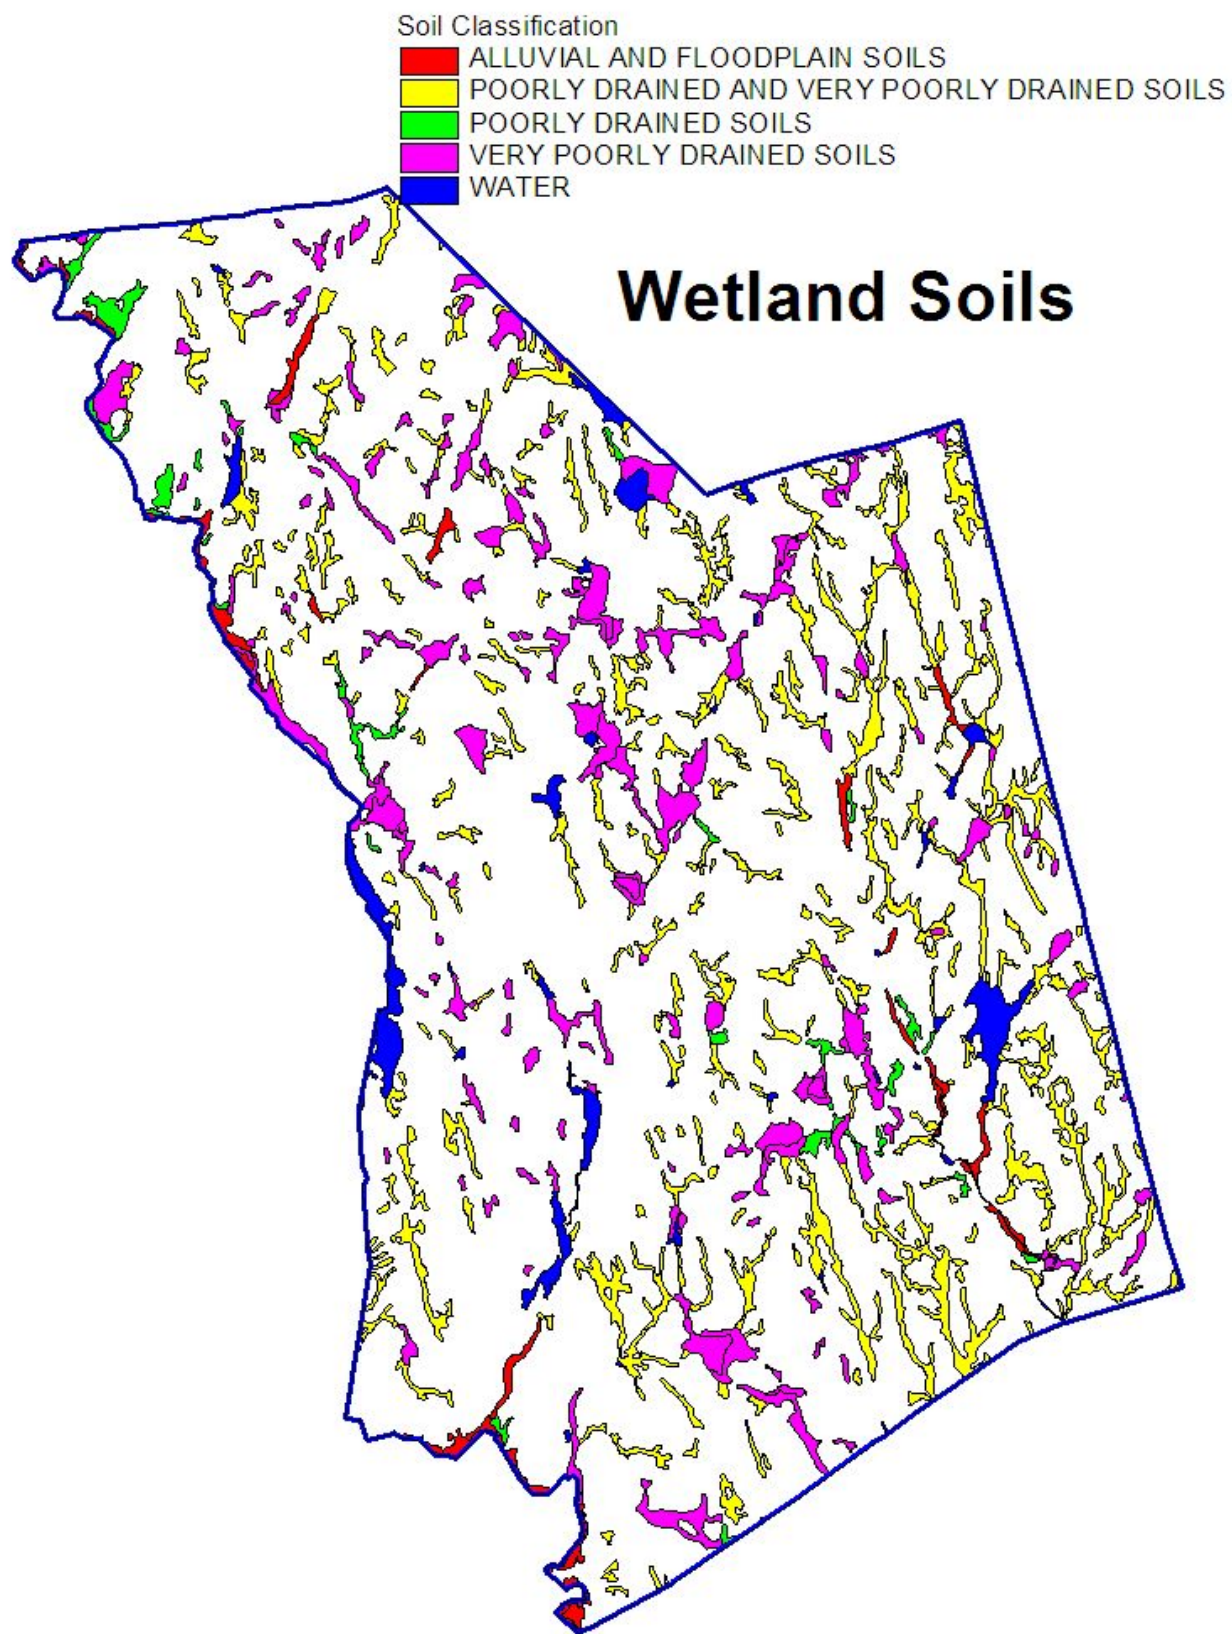 Soil Classification
ALLUVIAL AND FLOODPLAIN SOILS
POORLY DRAINED AND VERY POORLY DRAINED SOILS
POORLY DRAINED SOILS
VERY POORLY DRAINED SOILS
WATER
Wetland Soils